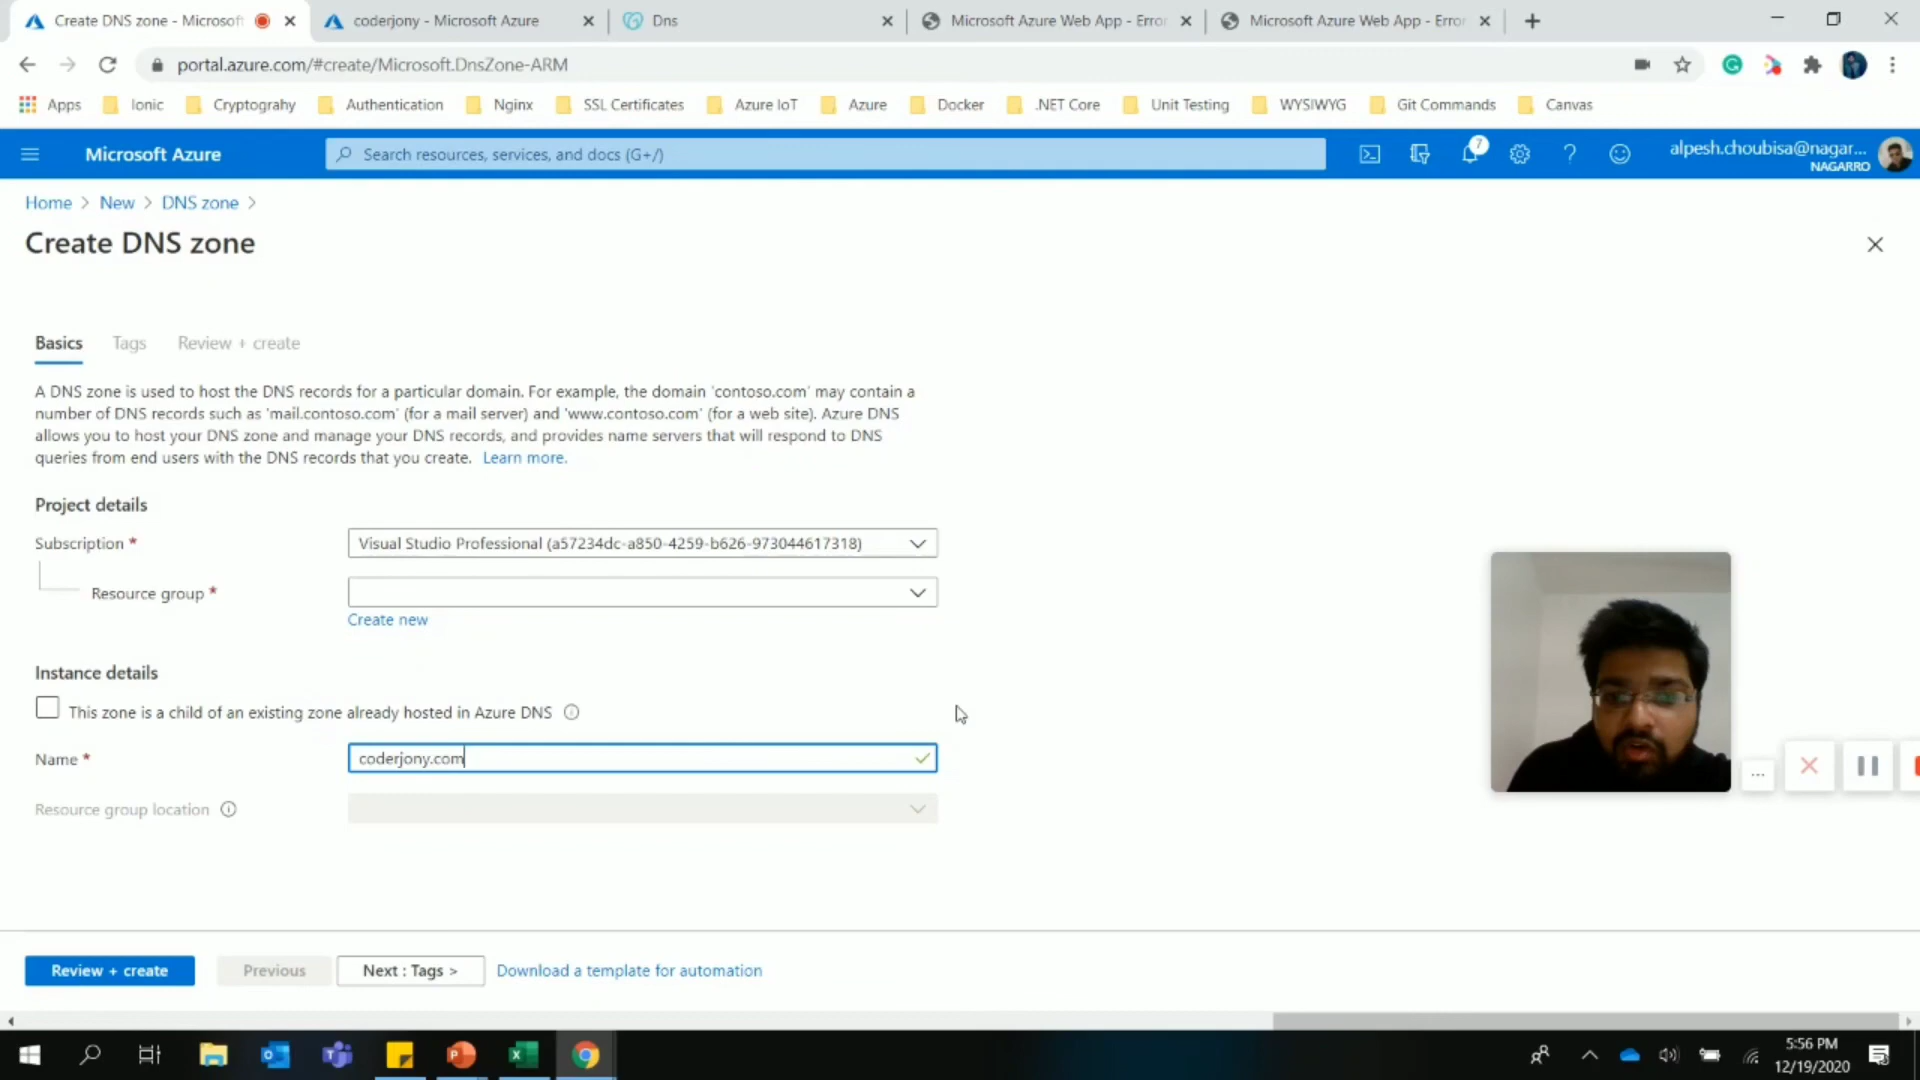 Create DNS zone - Microsoft
coderjony - Microsoft Azure
Dns
Microsoft Azure Web App - Error
Microsoft Azure Web App - Error
portal.azure.com/#create/Microsoft.DnsZone-ARM
Apps Ionic Cryptograhy Authentication Nginx SSL Certificates Azure IoT Azure Docker .NET Core Unit Testing WYSIWYG Git Commands Canvas
Microsoft Azure
Search resources, services, and docs (G+/)
7
alpesh.choubisa@nagar...
NAGARRO
Home > New > DNS zone >
Create DNS zone
Basics Tags Review + create
A DNS zone is used to host the DNS records for a particular domain. For example, the domain 'contoso.com' may contain a
number of DNS records such as 'mail.contoso.com' (for a mail server) and 'www.contoso.com' (for a web site). Azure DNS
allows you to host your DNS zone and manage your DNS records, and provides name servers that will respond to DNS
queries from end users with the DNS records that you create. Learn more.
Project details
Subscription * Visual Studio Professional (a57234dc-a850-4259-b626-973044617318)
Resource group *
Create new
Instance details
This zone is a child of an existing zone already hosted in Azure DNS
Name * coderjony.com
Resource group location
Review + create Previous Next : Tags > Download a template for automation
5:56 PM
12/19/2020